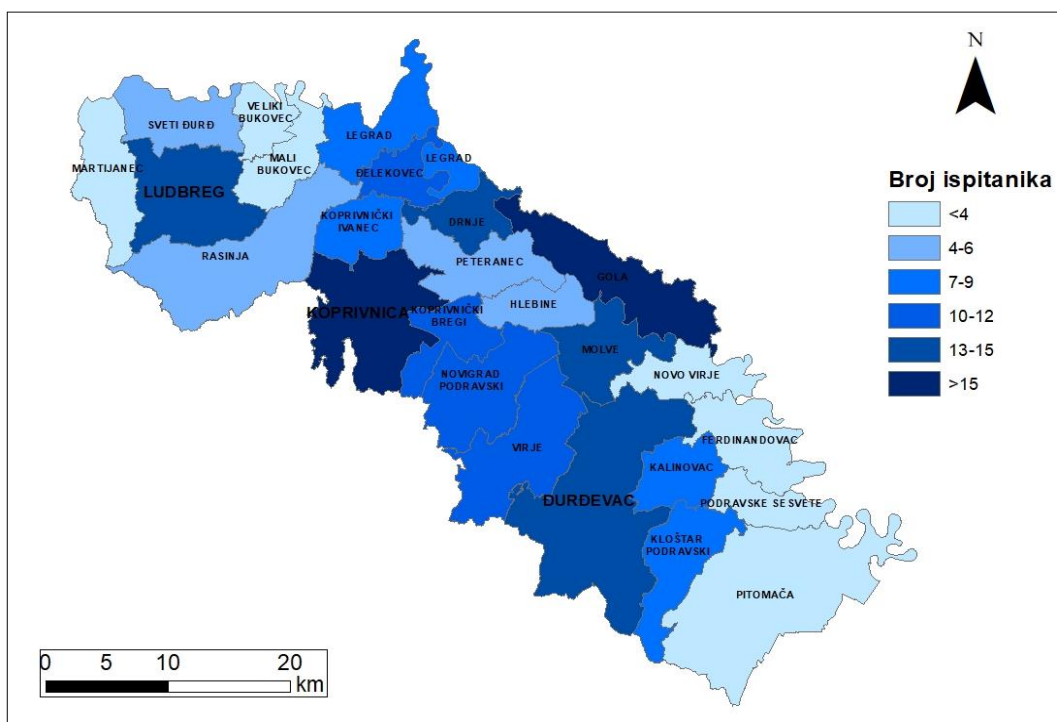 N
VELIKI
BUKOVEC
SVETI ĐURĐ
LEGRAD
MALI
BUKOVEC
LEGRAD
MARTIJANEC
ĐELEKOVEC
LUDBREG
KOPRIVNIČKI
IVANEC
DRNJE
RASINJA
PETERANEC
GOLA
HLEBINE
KOPRIVNICA
KOPRIVNIČKI
BREGI
MOLVE
NOVIGRAD
PODRAVSKI
NOVO VIRJE
FERDINANDOVAC
VIRJE
KALINOVAC
ĐURĐEVAC
PODRAVSKE SESVETE
KLOŠTAR
PODRAVSKI
PITOMAČA
Broj ispitanika
<4
4-6
7-9
10-12
13-15
>15
0 5 10 20
km